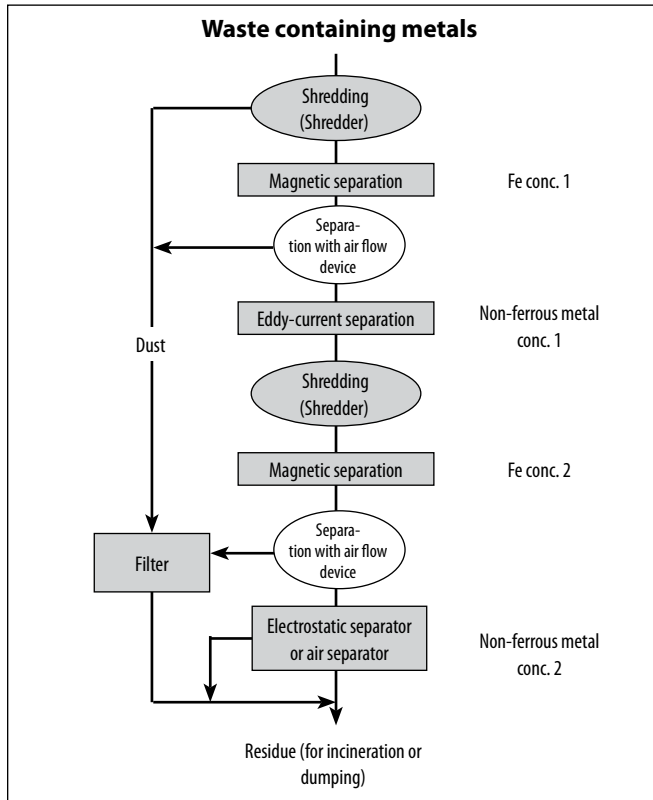 Waste containing metals
Shredding
(Shredder)
Magnetic separation
Fe conc. 1
Separa-
tion with air flow
device
Eddy-current separation
Non-ferrous metal
conc. 1
Dust
Shredding
(Shredder)
Magnetic separation
Fe conc. 2
Separa-
tion with air flow
device
Filter
Electrostatic separator
or air separator
Non-ferrous metal
conc. 2
Residue (for incineration or
dumping)